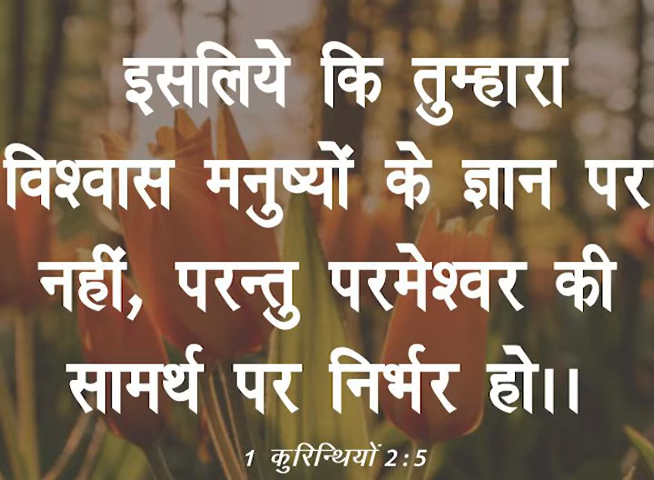 इसलिये कि तुम्हारा
विश्वास मनुष्यों के ज्ञान पर
नहीं, परन्तु परमेश्वर की
सामर्थ पर निर्भर हो।।
1 कुरिन्थियों 2:5